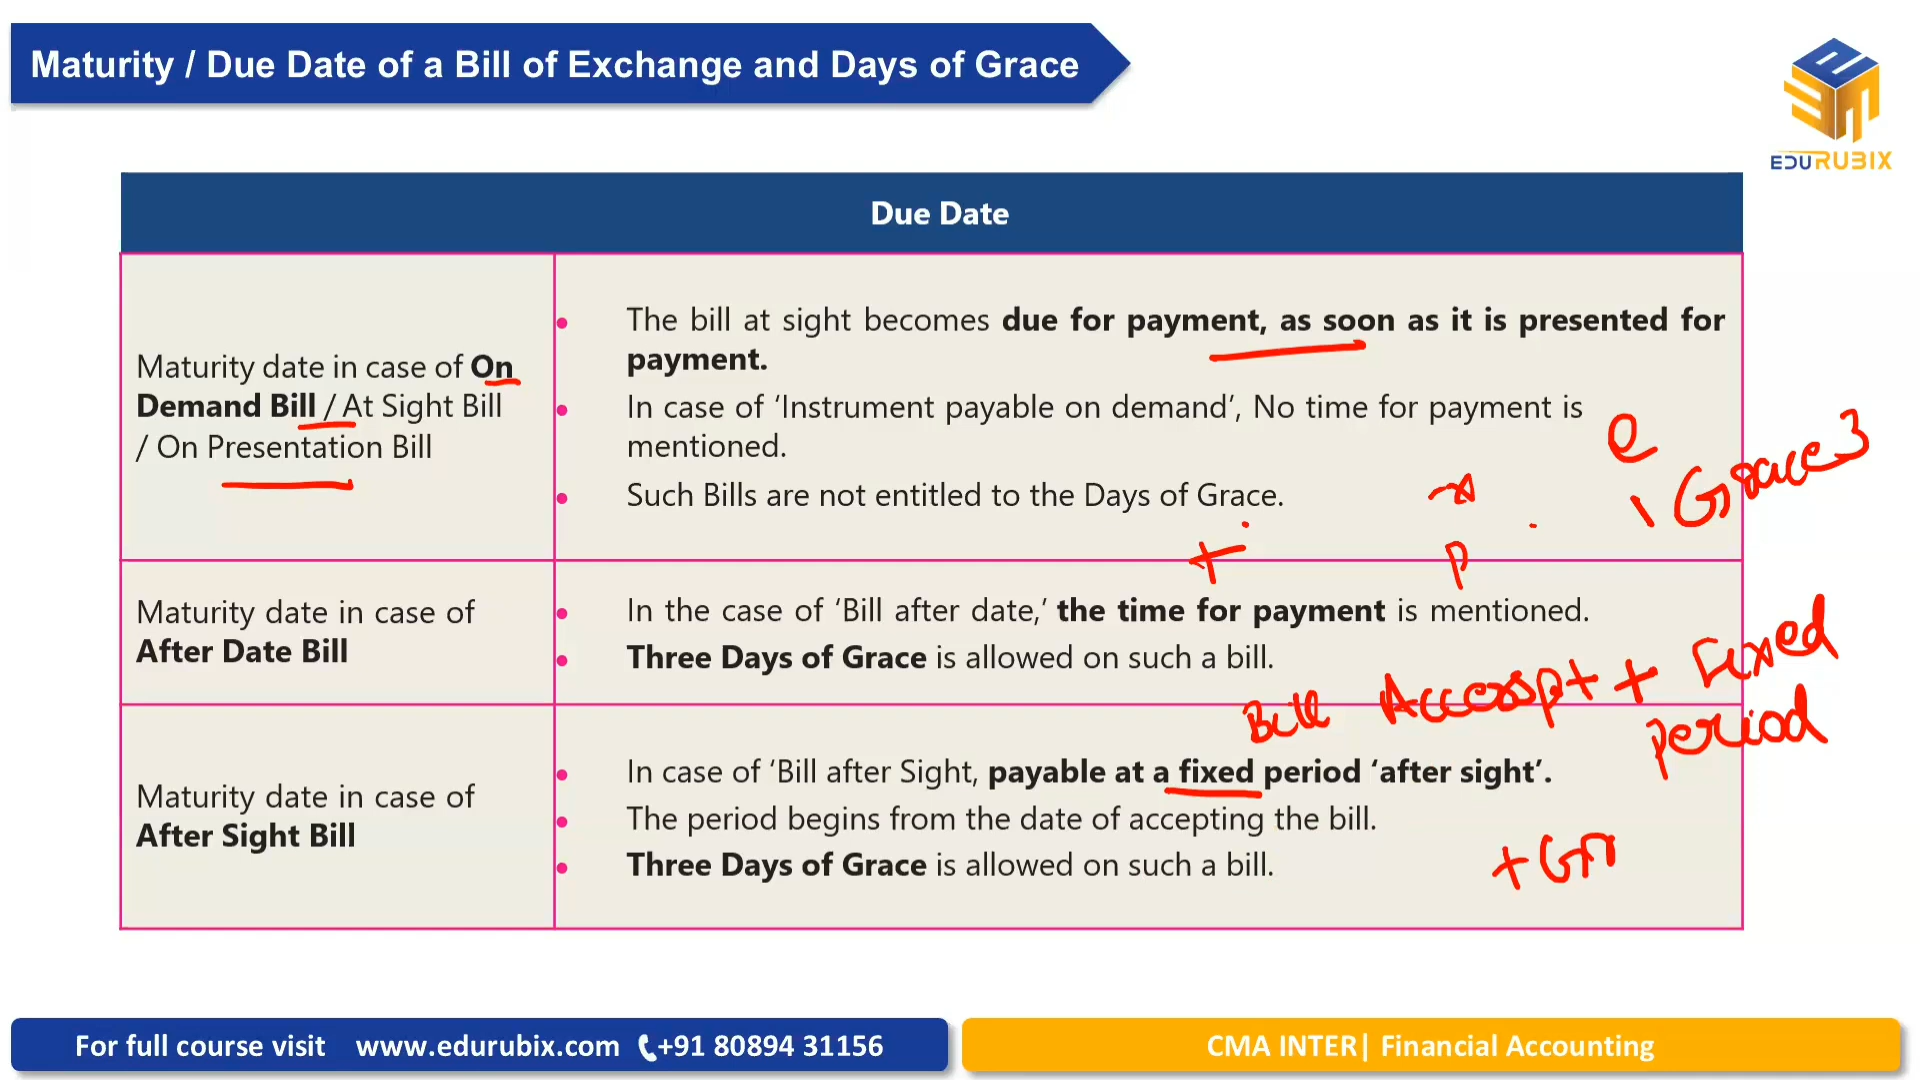 Maturity / Due Date of a Bill of Exchange and Days of Grace
EDURUBIX
Due Date
Maturity date in case of On
Demand Bill / At Sight Bill
/ On Presentation Bill
• The bill at sight becomes due for payment, as soon as it is presented for
payment.
• In case of ‘Instrument payable on demand’, No time for payment is
mentioned.
• Such Bills are not entitled to the Days of Grace.
Grace 3
+
P
Maturity date in case of
After Date Bill
• In the case of ‘Bill after date,’ the time for payment is mentioned.
• Three Days of Grace is allowed on such a bill.
Bill Accept + Fixed
period
Maturity date in case of
After Sight Bill
• In case of ‘Bill after Sight, payable at a fixed period ‘after sight’.
• The period begins from the date of accepting the bill.
• Three Days of Grace is allowed on such a bill.
For full course visit www.edurubix.com +91 80894 31156
CMA INTER| Financial Accounting